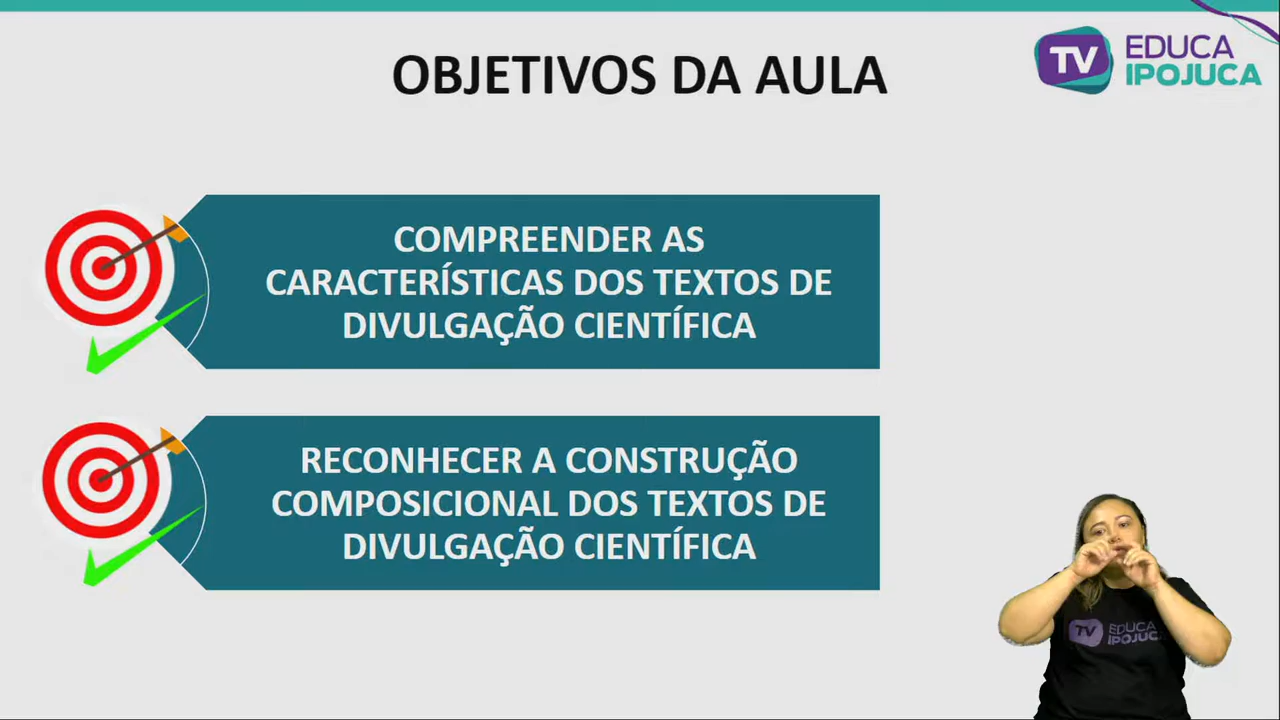 OBJETIVOS DA AULA
TV EDUCA
IPOJUCA
COMPREENDER AS
CARACTERÍSTICAS DOS TEXTOS DE
DIVULGAÇÃO CIENTÍFICA
RECONHECER A CONSTRUÇÃO
COMPOSICIONAL DOS TEXTOS DE
DIVULGAÇÃO CIENTÍFICA
TV EDUCA
IPOJUCA